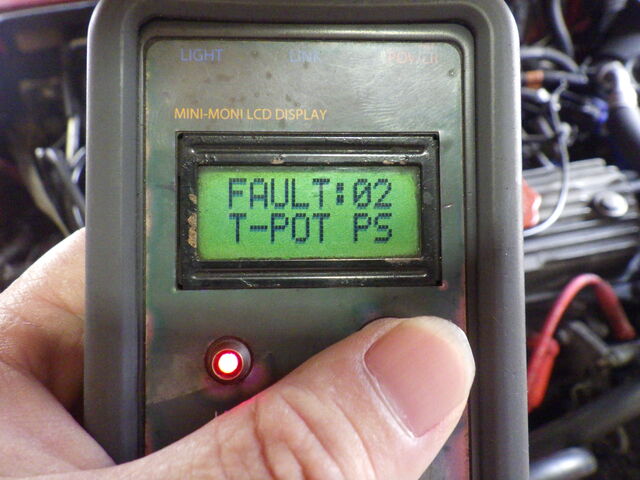 LIGHT LINK POWER
MINI-MONI LCD DISPLAY
FAULT:02
T-POT PS